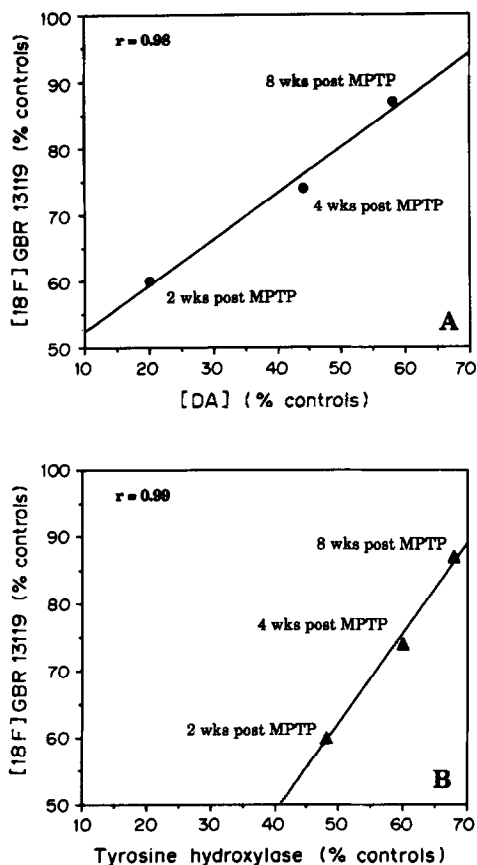 r = 0.98
100
90
80
70
60
50
[18F] GBR 13119 (% controls)
8 wks post MPTP
4 wks post MPTP
2 wks post MPTP
A
10 20 30 40 50 60 70
[DA] (% controls)
r = 0.99
100
90
80
70
60
50
[18F] GBR 13119 (% controls)
8 wks post MPTP
4 wks post MPTP
2 wks post MPTP
B
10 20 30 40 50 60 70
Tyrosine hydroxylase (% controls)